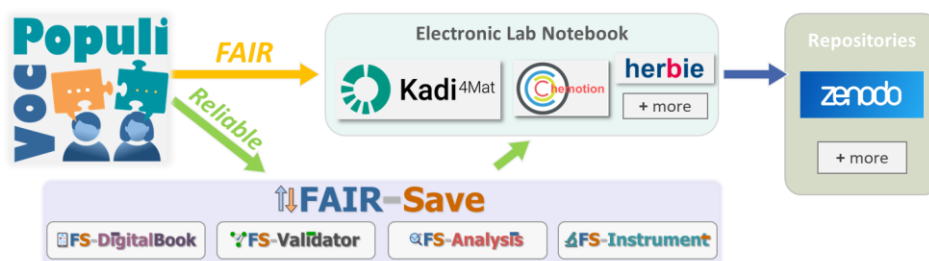 Populi
Voc
FAIR
Reliable
Electronic Lab Notebook
Kadi4Mat
Chemotion
herbie
+ more
Repositories
zenodo
+ more
FAIR-Save
FS-DigitalBook
FS-Validator
FS-Analysis
FS-Instrument